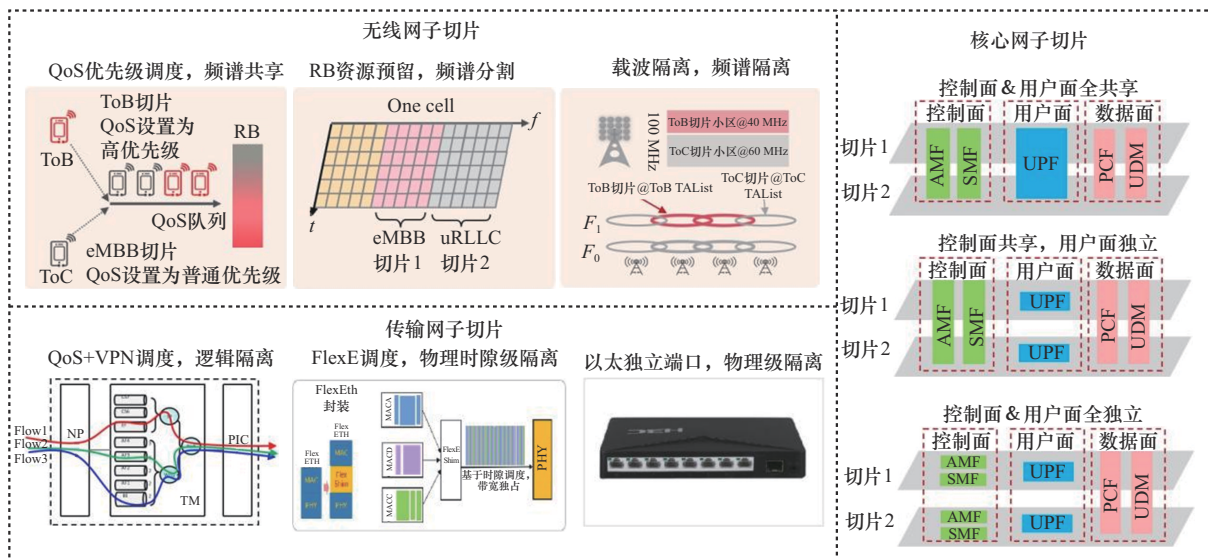 无线网子切片
QoS优先级调度，频谱共享
ToB切片
QoS设置为
高优先级
ToB
RB
QoS队列
eMBB切片
ToC
QoS设置为普通优先级
RB资源预留，频谱分割
One cell
f
t
eMBB
切片1
uRLLC
切片2
载波隔离，频谱隔离
100 MHz
ToB切片小区@40 MHz
ToC切片小区@60 MHz
ToB切片@ToB TAList
ToC切片@ToC
TAList
F1
F0
传输网子切片
QoS+VPN调度，逻辑隔离
Flow1
Flow2
Flow3
NP
TM
PIC
FlexE调度，物理时隙级隔离
FlexEth
封装
Flex
ETH
MAC
PHY
Flex
ETH
MAC
Flex
Shim
PHY
MACA
MACD
MACC
FlexE
Shim
基于时隙调度，
带宽独占
PHY
以太独立端口，物理级隔离
H3C
核心网子切片
控制面&用户面全共享
控制面
用户面
数据面
切片1
切片2
AMF
SMF
UPF
PCF
UDM
控制面共享，用户面独立
控制面
用户面
数据面
切片1
切片2
AMF
SMF
UPF
UPF
PCF
UDM
控制面&用户面全独立
控制面
用户面
数据面
切片1
AMF
SMF
UPF
切片2
AMF
SMF
UPF
PCF
UDM